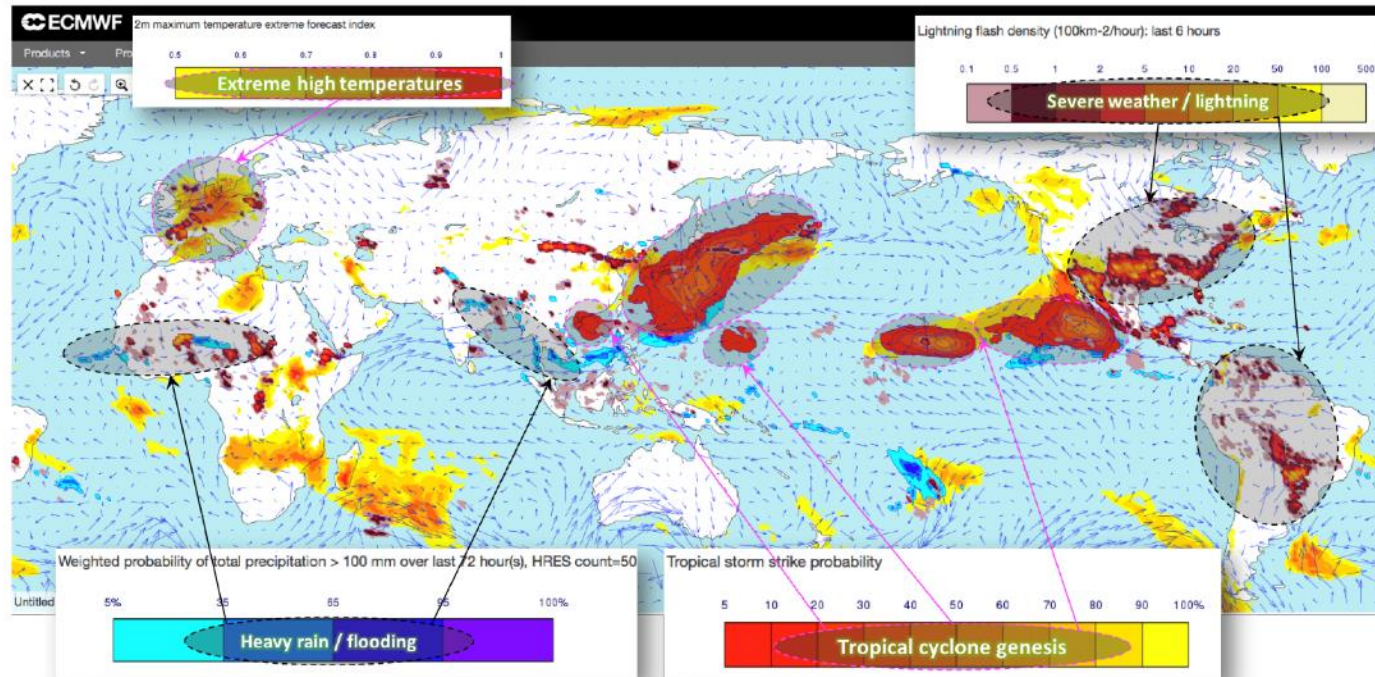 ECMWF
Products
2m maximum temperature extreme forecast index
0.5 0.6 0.7 0.8 0.9 1
Extreme high temperatures
Lightning flash density (100km-2/hour): last 6 hours
0.1 0.5 1 2 5 10 20 50 100 500
Severe weather / lightning
Weighted probability of total precipitation > 100 mm over last 72 hour(s), HRES count=50
5% 35 65 95 100%
Heavy rain / flooding
Untitled
Tropical storm strike probability
5 10 20 30 40 50 60 70 80 90 100%
Tropical cyclone genesis